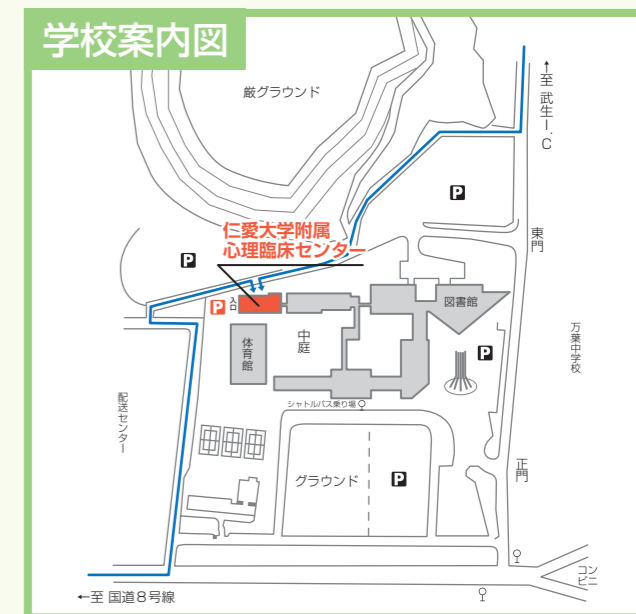 学校案内図
厳グラウンド
←至 武生I.C
P
東門
仁愛大学附属
心理臨床センター
P
P
入口
図書館
中庭
体育館
P
万葉中学校
配送センター
シャトルバス乗り場
グラウンド
P
正門
コン
ビニ
←至 国道8号線